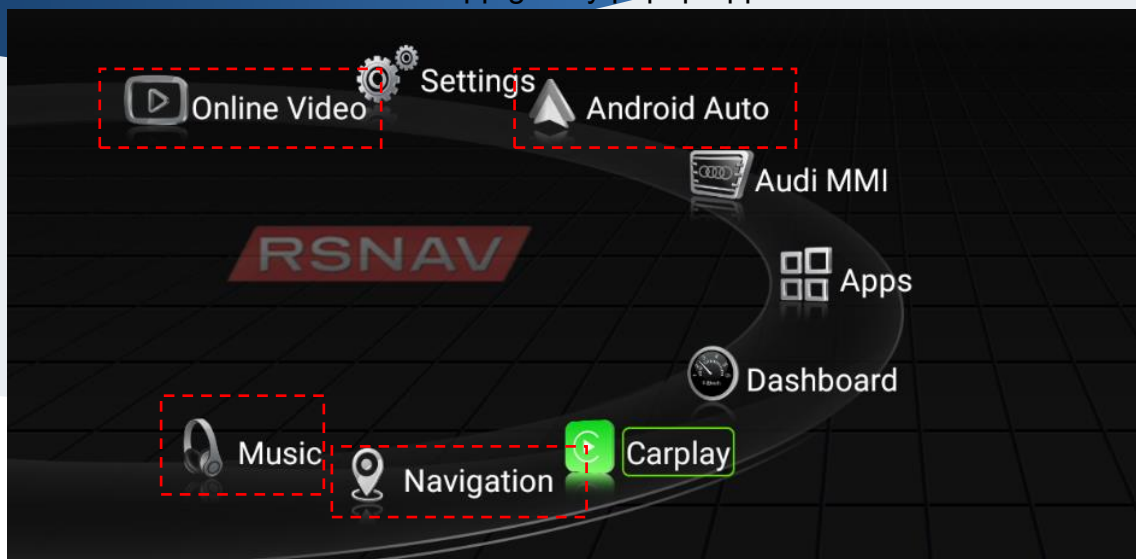 Settings
Online Video
Android Auto
Audi MMI
RSNAV
Apps
Dashboard
Music
Carplay
Navigation